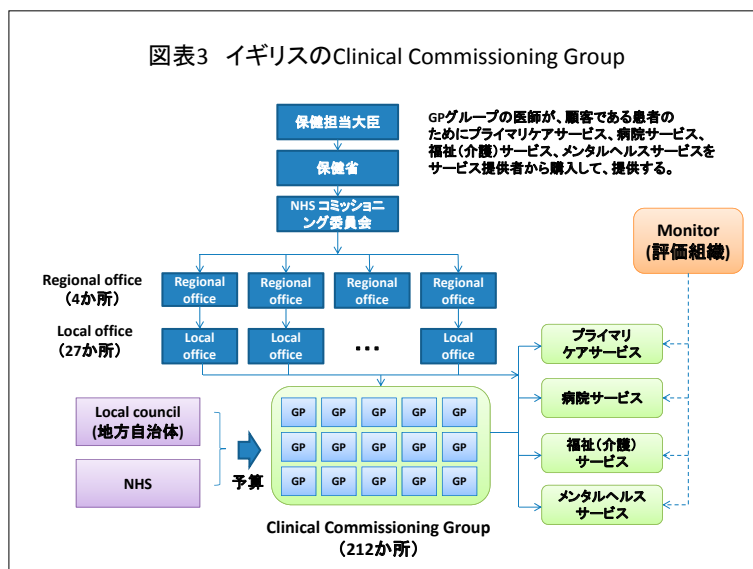 図表3 イギリスのClinical Commissioning Group
保健担当大臣
保健省
NHS コミッショニ
ング委員会
GPグループの医師が、顧客である患者の
ためにプライマリケアサービス、病院サービス、
福祉(介護)サービス、メンタルヘルスサービスを
サービス提供者から購入して、提供する。
Monitor
(評価組織)
Regional office
(4か所)
Regional
office
Regional
office
Regional
office
Regional
office
Local office
(27か所)
Local
office
Local
office
•••
Local
office
プライマリ
ケアサービス
病院サービス
福祉(介護)
サービス
メンタルヘルス
サービス
Local council
(地方自治体)
NHS
予算
GP GP GP GP GP
GP GP GP GP GP
GP GP GP GP GP
Clinical Commissioning Group
(212か所)